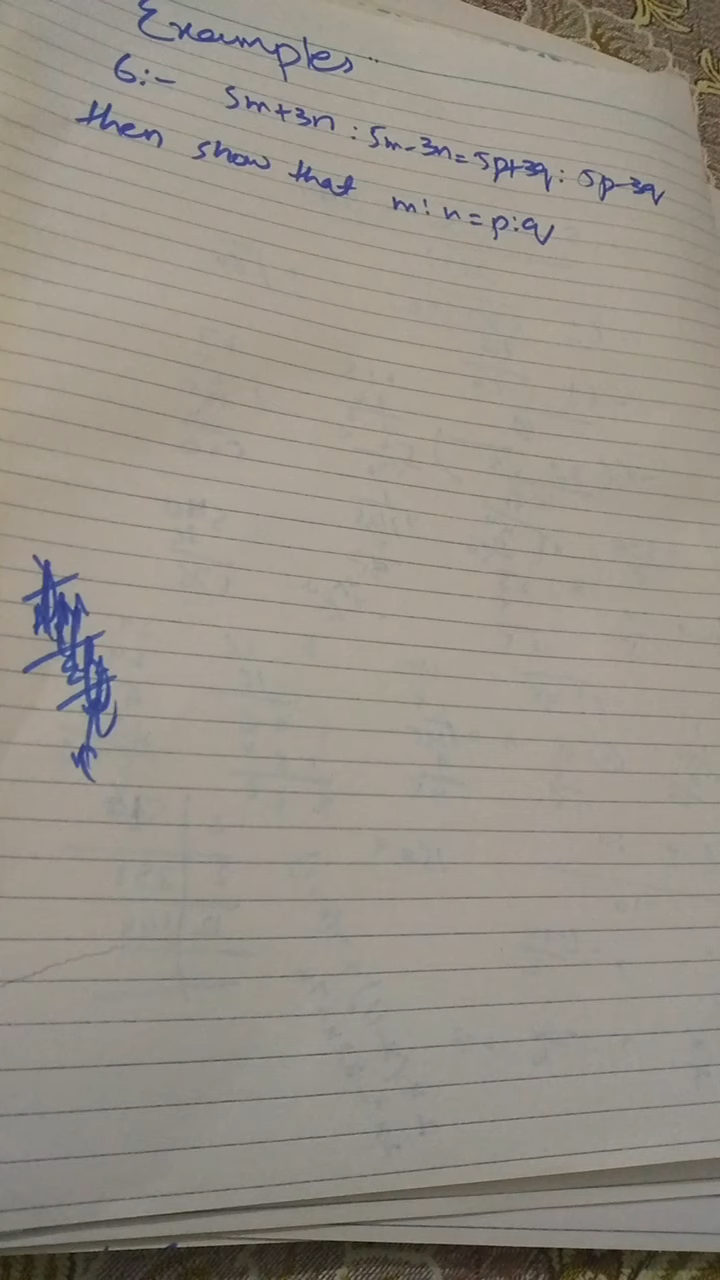 Examples
6:- 5m+3n : 5m-3n = 5p+3q : 5p-3q
then show that m:n = p:q